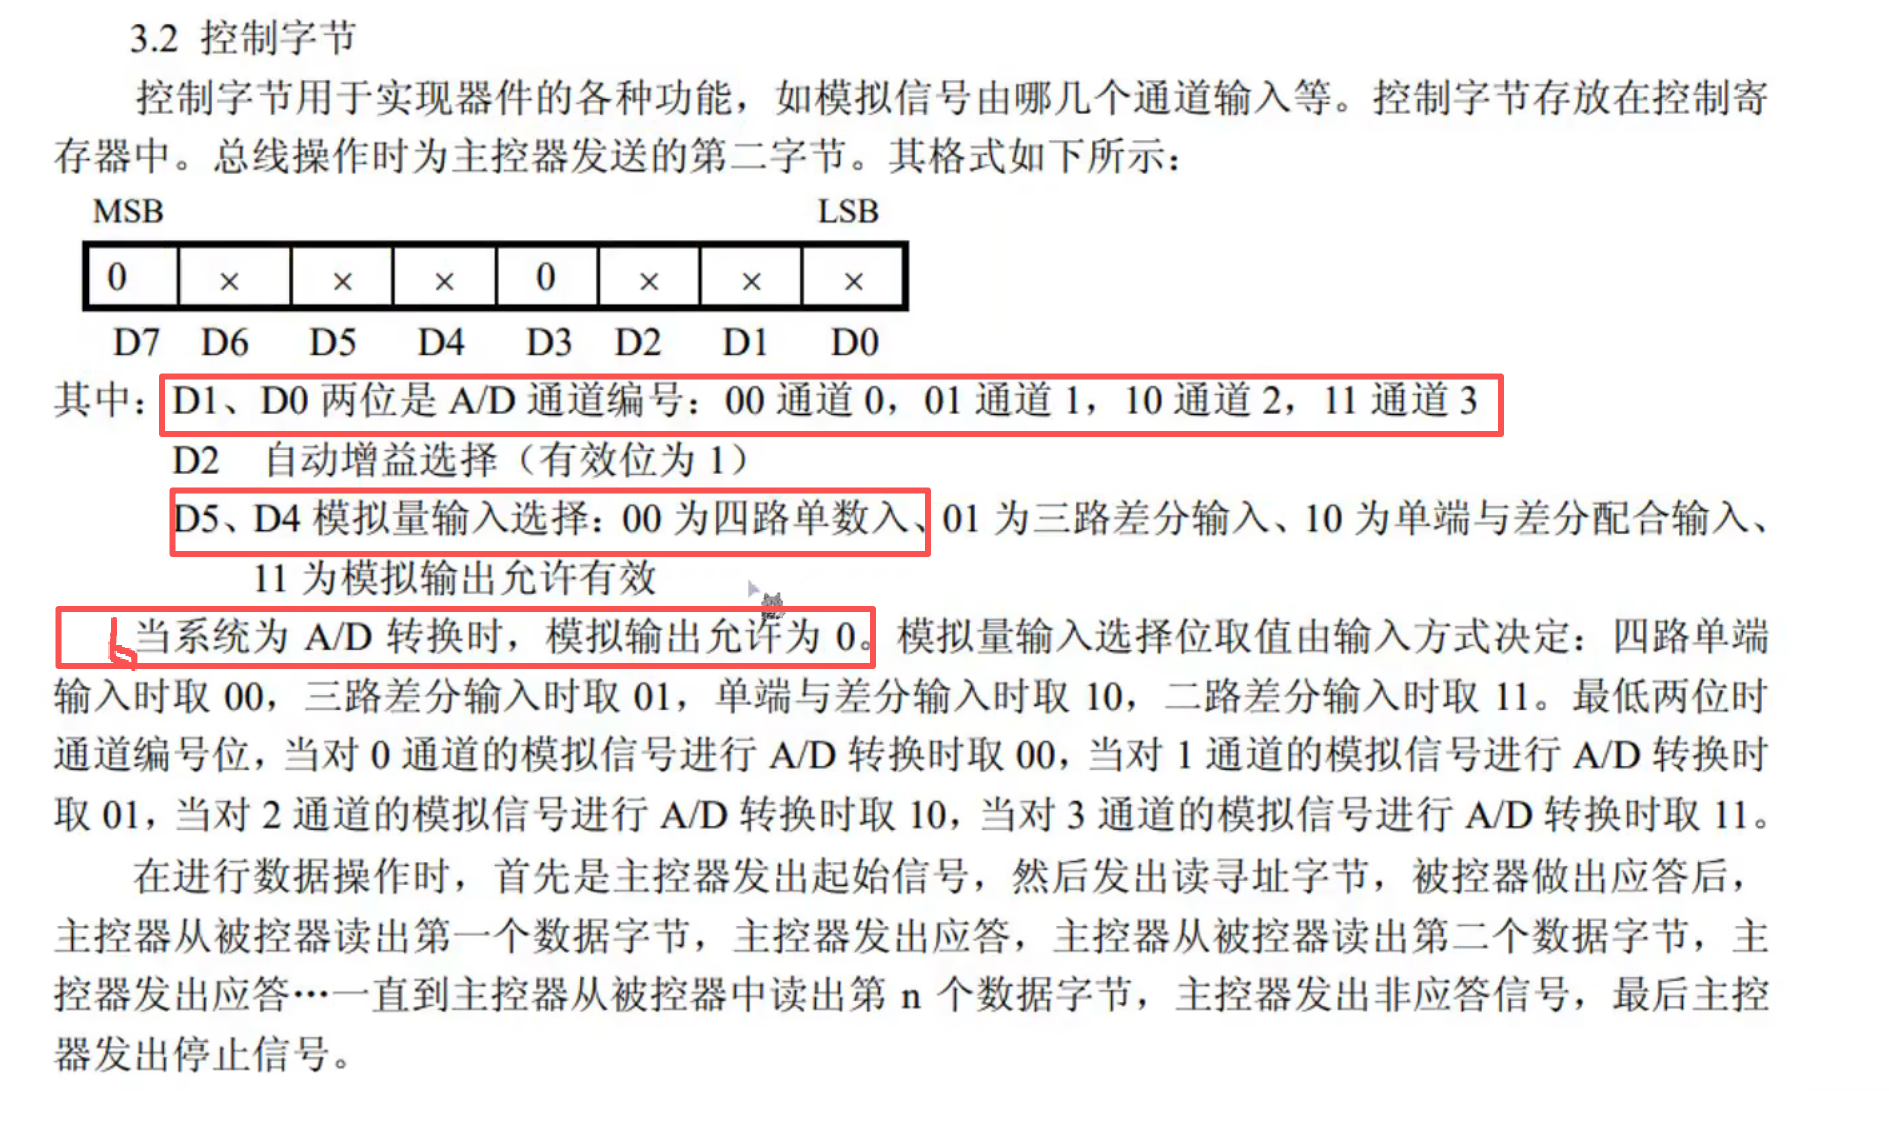 3.2 控制字节
控制字节用于实现器件的各种功能，如模拟信号由哪几个通道输入等。控制字节存放在控制寄
存器中。总线操作时为主控器发送的第二字节。其格式如下所示：
MSB LSB
0 × × × 0 × × ×
D7 D6 D5 D4 D3 D2 D1 D0
其中：D1、D0 两位是 A/D 通道编号：00 通道 0，01 通道 1，10 通道 2，11 通道 3
D2 自动增益选择（有效位为 1）
D5、D4 模拟量输入选择：00 为四路单数入、01 为三路差分输入、10 为单端与差分配合输入、
11 为模拟输出允许有效
当系统为 A/D 转换时，模拟输出允许为 0。模拟量输入选择位取值由输入方式决定：四路单端
输入时取 00，三路差分输入时取 01，单端与差分输入时取 10，二路差分输入时取 11。最低两位时
通道编号位，当对 0 通道的模拟信号进行 A/D 转换时取 00，当对 1 通道的模拟信号进行 A/D 转换时
取 01，当对 2 通道的模拟信号进行 A/D 转换时取 10，当对 3 通道的模拟信号进行 A/D 转换时取 11。
在进行数据操作时，首先是主控器发出起始信号，然后发出读寻址字节，被控器做出应答后，
主控器从被控器读出第一个数据字节，主控器发出应答，主控器从被控器读出第二个数据字节，主
控器发出应答…一直到主控器从被控器中读出第 n 个数据字节，主控器发出非应答信号，最后主控
器发出停止信号。